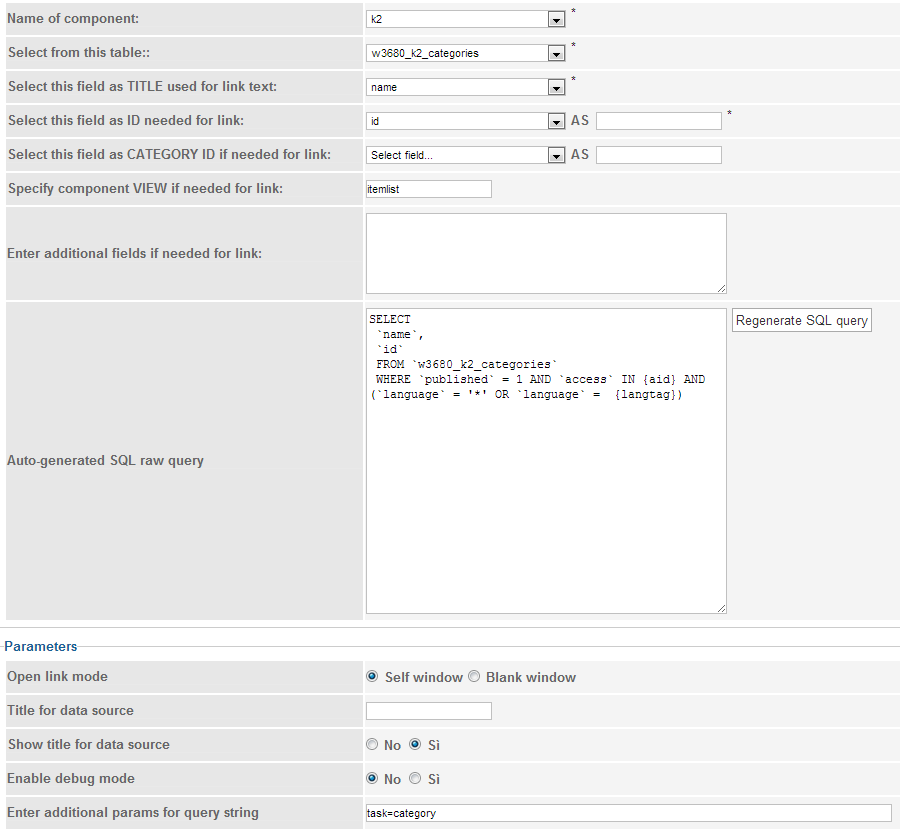 Name of component: k2 *
Select from this table:: w3680_k2_categories *
Select this field as TITLE used for link text: name *
Select this field as ID needed for link: id AS *
Select this field as CATEGORY ID if needed for link: Select field... AS
Specify component VIEW if needed for link: itemlist
Enter additional fields if needed for link:
Auto-generated SQL raw query
SELECT
`name`,
`id`
FROM `w3680_k2_categories`
WHERE `published` = 1 AND `access` IN {aid} AND
(`language` = '*' OR `language` =  {langtag})
Regenerate SQL query
Parameters
Open link mode Self window Blank window
Title for data source
Show title for data source No Sì
Enable debug mode No Sì
Enter additional params for query string task=category